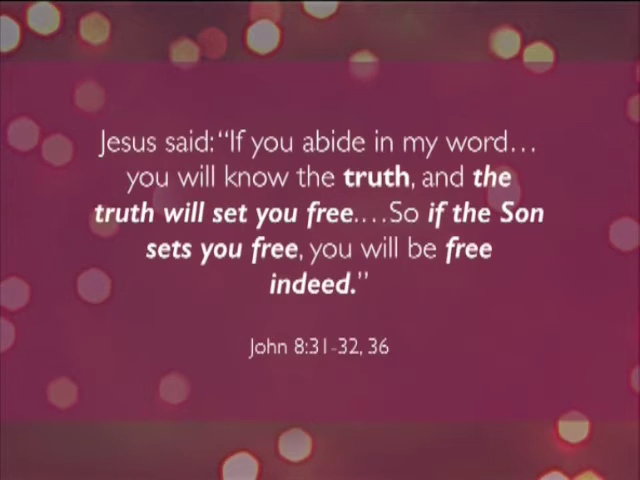 Jesus said: “If you abide in my word…
you will know the truth, and the
truth will set you free.…So if the Son
sets you free, you will be free
indeed.”
John 8:31-32, 36